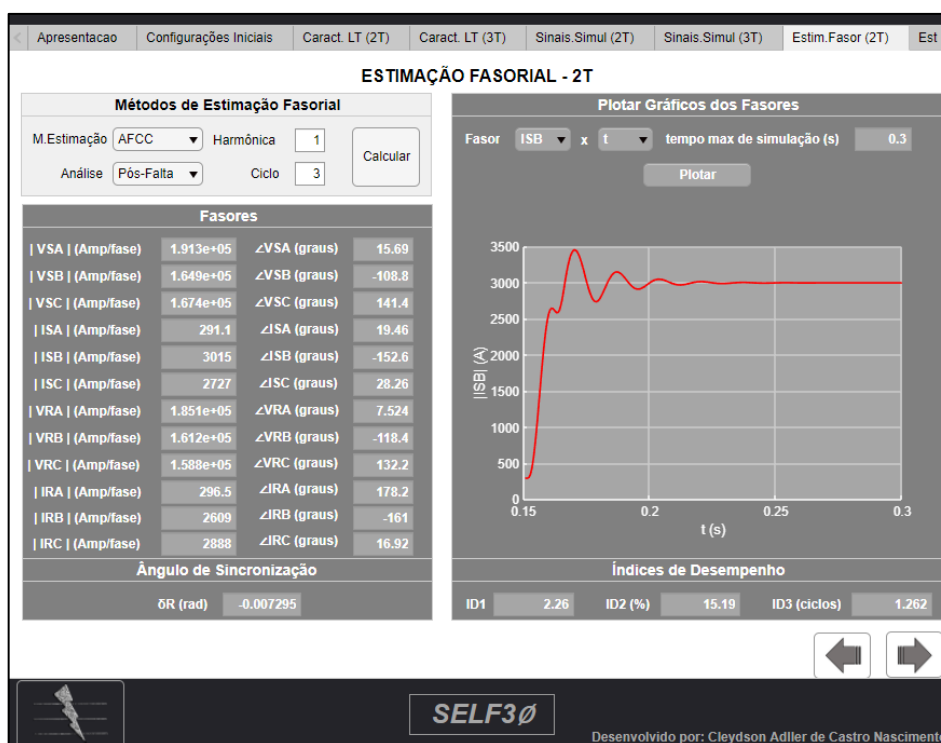 Apresentacao Configurações Iniciais Caract. LT (2T) Caract. LT (3T) Sinais.Simul (2T) Sinais.Simul (3T) Estim.Fasor (2T) Est
ESTIMAÇÃO FASORIAL - 2T
Métodos de Estimação Fasorial
M.Estimação AFCC Harmônica 1
Calcular
Análise Pós-Falta Ciclo 3
Fasores
| VSA | (Amp/fase) 1.913e+05 ∠VSA (graus) 15.69
| VSB | (Amp/fase) 1.649e+05 ∠VSB (graus) -108.8
| VSC | (Amp/fase) 1.674e+05 ∠VSC (graus) 141.4
| ISA | (Amp/fase) 291.1 ∠ISA (graus) 19.46
| ISB | (Amp/fase) 3015 ∠ISB (graus) -152.6
| ISC | (Amp/fase) 2727 ∠ISC (graus) 28.26
| VRA | (Amp/fase) 1.851e+05 ∠VRA (graus) 7.524
| VRB | (Amp/fase) 1.612e+05 ∠VRB (graus) -118.4
| VRC | (Amp/fase) 1.588e+05 ∠VRC (graus) 132.2
| IRA | (Amp/fase) 296.5 ∠IRA (graus) 178.2
| IRB | (Amp/fase) 2609 ∠IRB (graus) -161
| IRC | (Amp/fase) 2888 ∠IRC (graus) 16.92
Ângulo de Sincronização
δR (rad) -0.007295
Plotar Gráficos dos Fasores
Fasor ISB x t tempo max de simulação (s) 0.3
Plotar
3500
3000
2500
2000
1500
1000
500
0
|ISB| (A)
0.15 0.2 0.25 0.3
t (s)
Índices de Desempenho
ID1 2.26 ID2 (%) 15.19 ID3 (ciclos) 1.262
SELF3Ø
Desenvolvido por: Cleydson Adller de Castro Nascimento